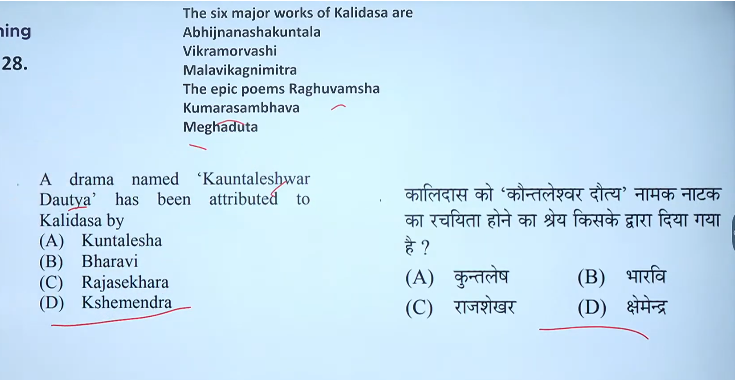 ning
28.
The six major works of Kalidasa are
Abhijnanashakuntala
Vikramorvashi
Malavikagnimitra
The epic poems Raghuvamsha
Kumarasambhava
Meghaduta
A drama named ‘Kauntaleshwar
Dautya’ has been attributed to
Kalidasa by
(A) Kuntalesha
(B) Bharavi
(C) Rajasekhara
(D) Kshemendra
कालिदास को ‘कौन्तलेश्वर दौत्य’ नामक नाटक
का रचयिता होने का श्रेय किसके द्वारा दिया गया
है ?
(A) कुन्तलेष (B) भारवि
(C) राजशेखर (D) क्षेमेन्द्र